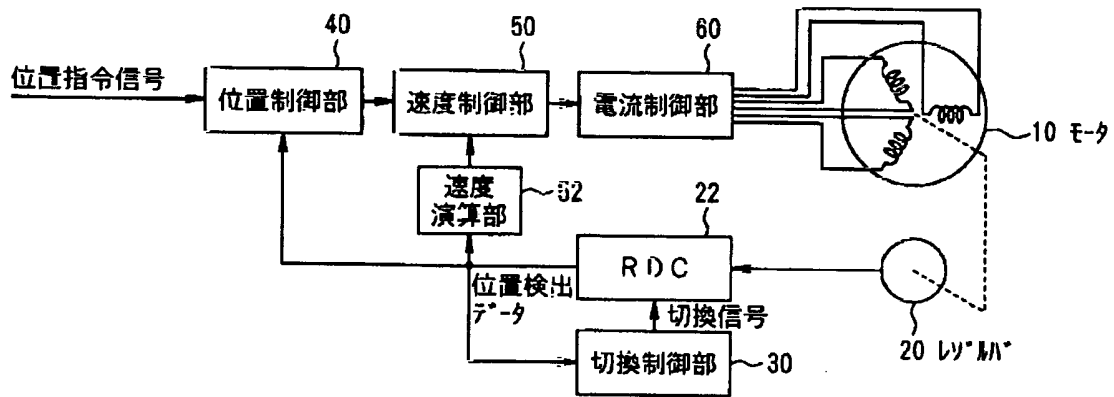 40
50
60
位置指令信号
位置制御部
速度制御部
電流制御部
10 モータ
速度
演算部
52
22
RDC
位置検出
データ
切換信号
切換制御部
30
20 レゾルバ